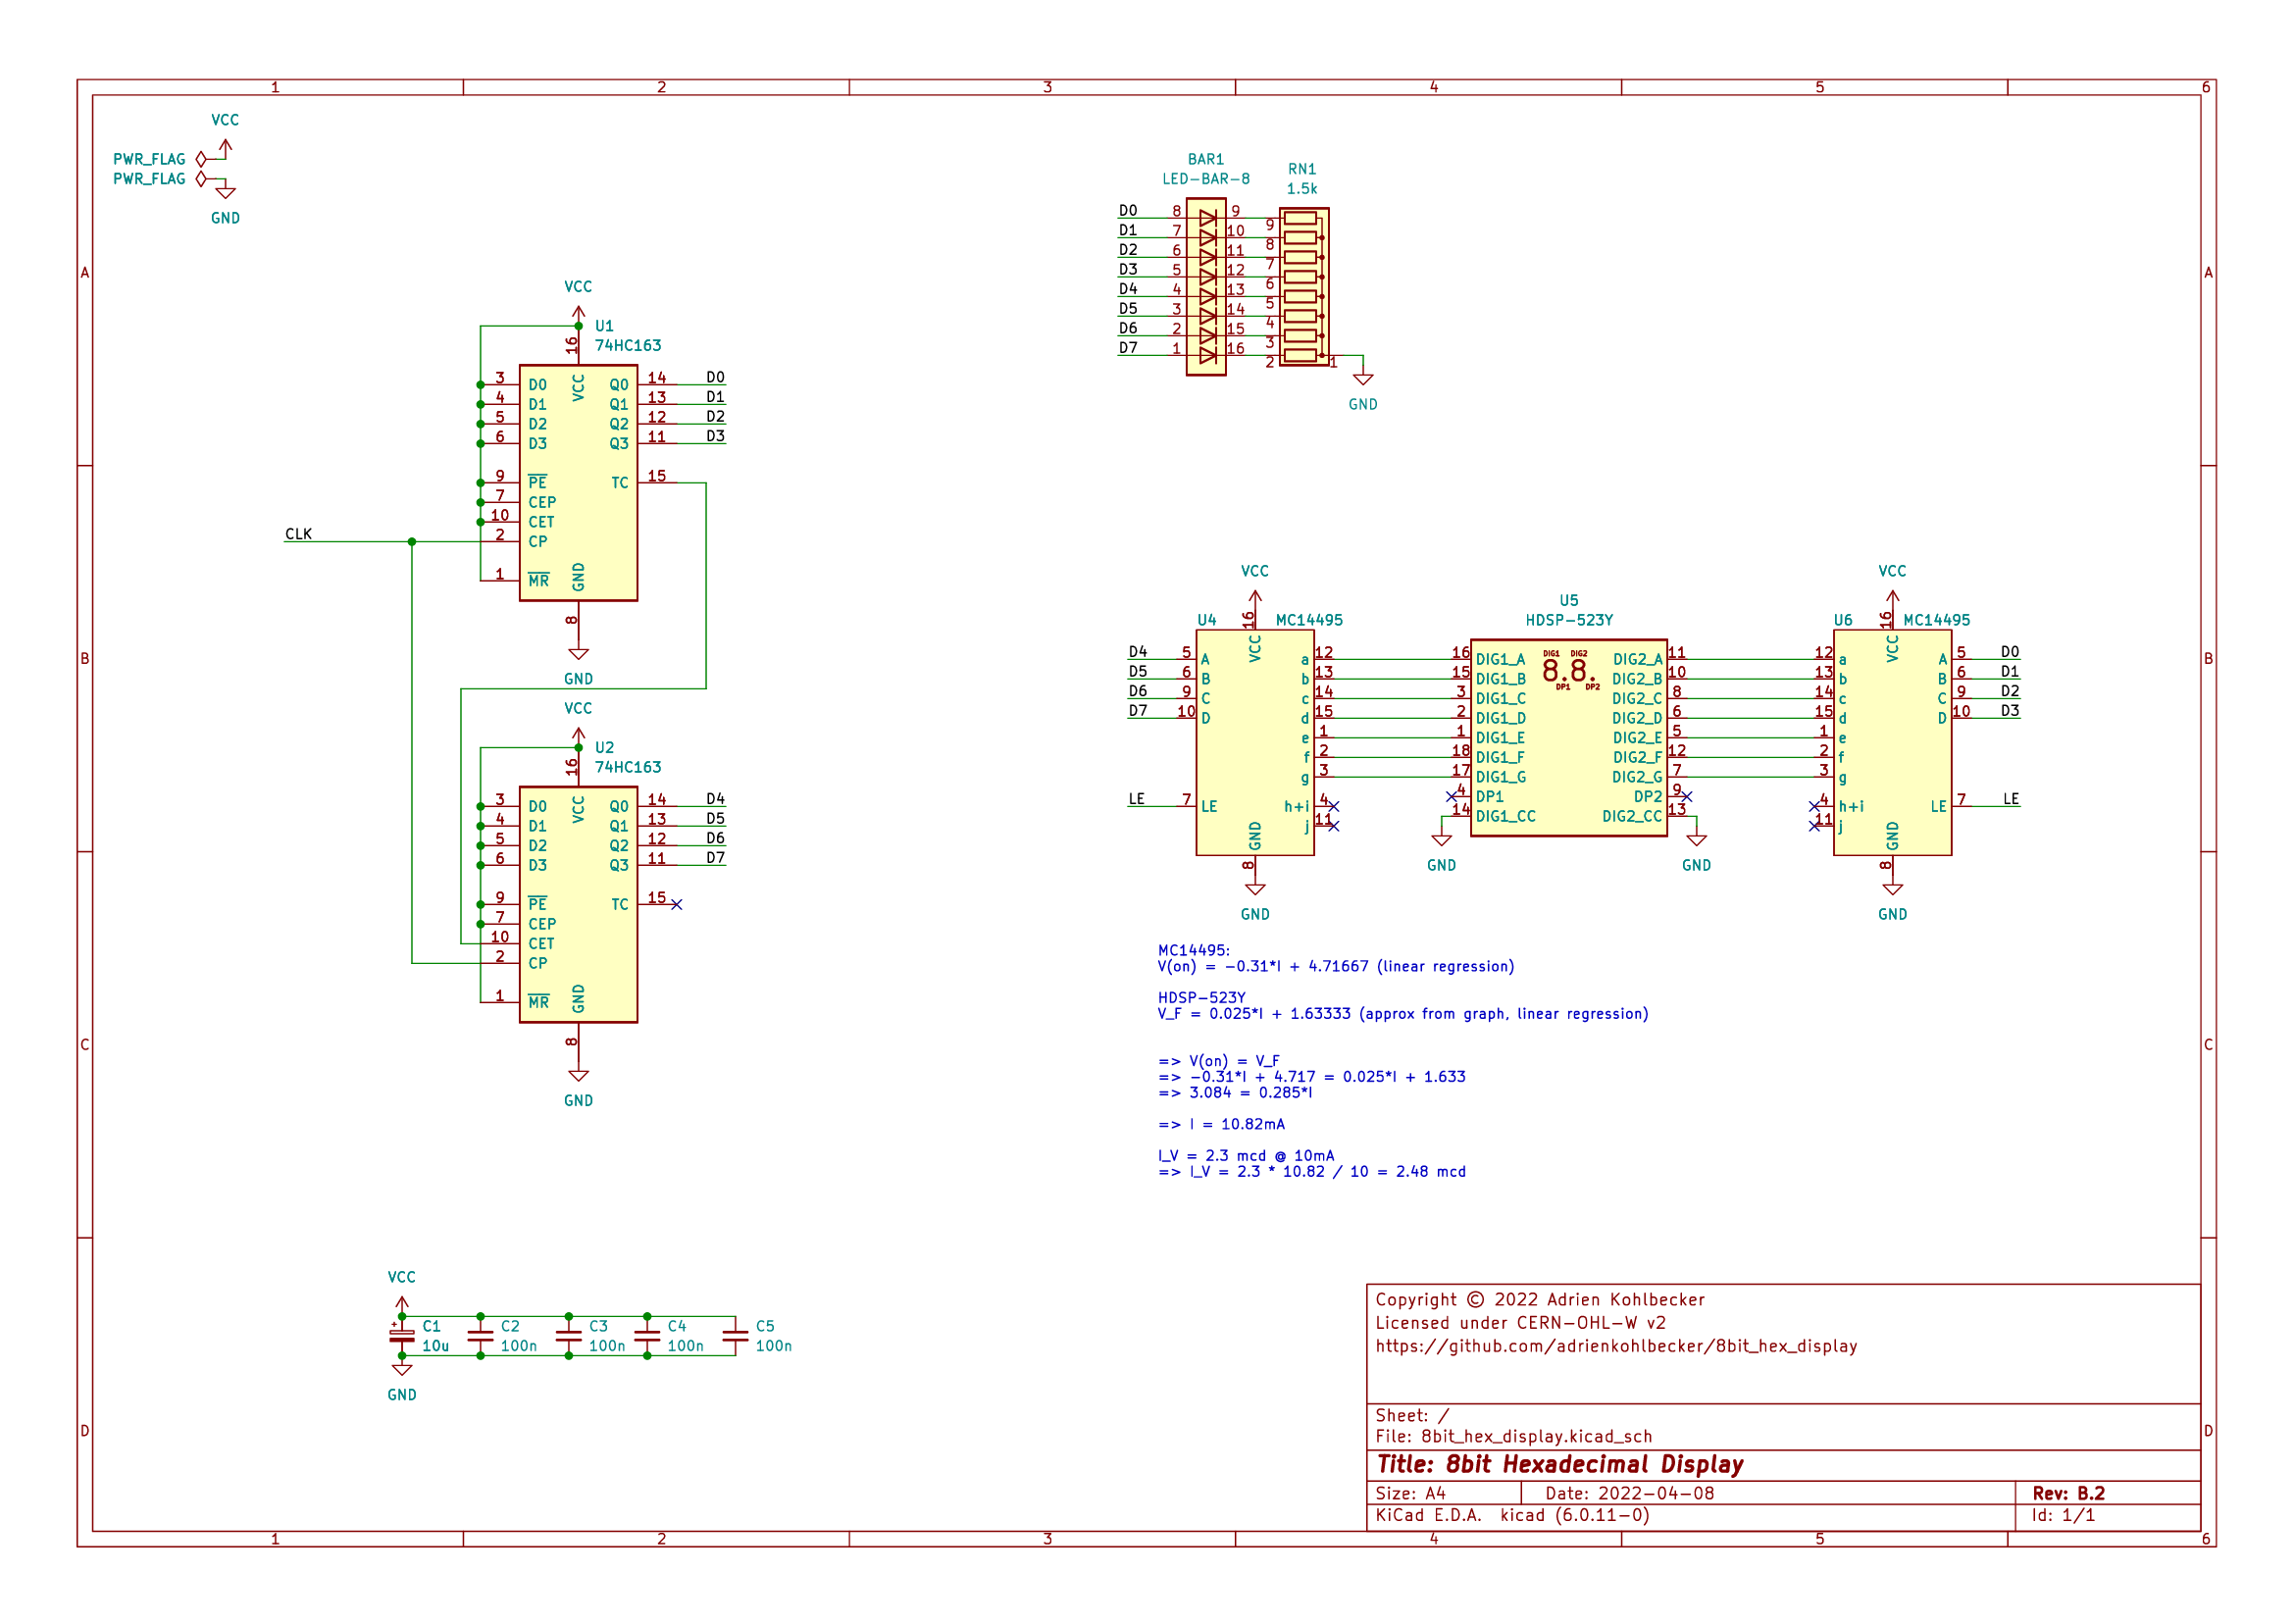 1 2 3 4 5 6
VCC
PWR_FLAG
PWR_FLAG
GND
BAR1
LED-BAR-8
RN1
1.5k
D0 8 9 9
D1 7 10 8
D2 6 11 7
D3 5 12 6
D4 4 13 5
D5 3 14 4
D6 2 15 3
D7 1 16 2 1
GND
A A
VCC
U1
74HC163
16
VCC
3 D0 Q0 14 D0
4 D1 Q1 13 D1
5 D2 Q2 12 D2
6 D3 Q3 11 D3
9 PE TC 15
7 CEP
10 CET
CLK 2 CP
1 MR
GND
8
GND
VCC
U2
74HC163
16
VCC
3 D0 Q0 14 D4
4 D1 Q1 13 D5
5 D2 Q2 12 D6
6 D3 Q3 11 D7
9 PE TC 15
7 CEP
10 CET
2 CP
1 MR
GND
8
GND
B B
VCC
16
U4 MC14495
VCC
D4 5 A a 12
D5 6 B b 13
D6 9 C c 14
D7 10 D d 15
e 1
f 2
g 3
LE 7 LE h+i 4
j 11
GND
8
GND
U5
HDSP-523Y
DIG1 DIG2
8.8.
DP1 DP2
16 DIG1_A DIG2_A 11
15 DIG1_B DIG2_B 10
3 DIG1_C DIG2_C 8
2 DIG1_D DIG2_D 6
1 DIG1_E DIG2_E 5
18 DIG1_F DIG2_F 12
17 DIG1_G DIG2_G 7
4 DP1 DP2 9
14 DIG1_CC DIG2_CC 13
GND GND
VCC
16
U6 MC14495
VCC
12 a A 5 D0
13 b B 6 D1
14 c C 9 D2
15 d D 10 D3
1 e
2 f
3 g
4 h+i LE 7 LE
11 j
GND
8
GND
MC14495:
V(on) = -0.31*I + 4.71667 (linear regression)
HDSP-523Y
V_F = 0.025*I + 1.63333 (approx from graph, linear regression)
=> V(on) = V_F
=> -0.31*I + 4.717 = 0.025*I + 1.633
=> 3.084 = 0.285*I
=> I = 10.82mA
I_V = 2.3 mcd @ 10mA
=> I_V = 2.3 * 10.82 / 10 = 2.48 mcd
C C
VCC
+ C1 C2 C3 C4 C5
10u 100n 100n 100n 100n
GND
Copyright © 2022 Adrien Kohlbecker
Licensed under CERN-OHL-W v2
https://github.com/adrienkohlbecker/8bit_hex_display
Sheet: /
File: 8bit_hex_display.kicad_sch
D D
Title: 8bit Hexadecimal Display
Size: A4 Date: 2022-04-08 Rev: B.2
KiCad E.D.A. kicad (6.0.11-0) Id: 1/1
1 2 3 4 5 6